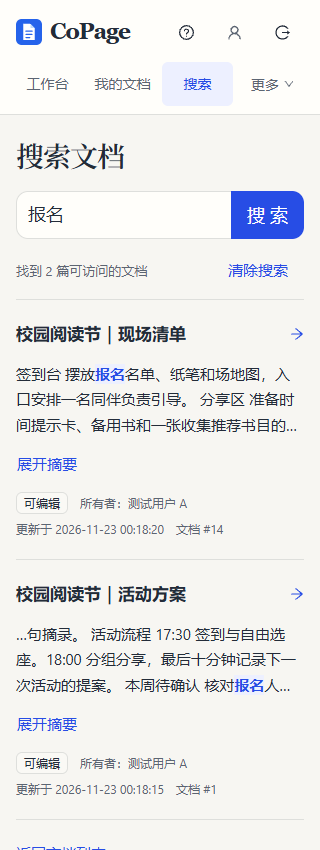 CoPage
工作台 我的文档 搜索 更多
搜索文档
报名 搜 索
找到 2 篇可访问的文档 清除搜索
校园阅读节｜现场清单
签到台 摆放报名名单、纸笔和场地图，入
口安排一名同伴负责引导。 分享区 准备时
间提示卡、备用书和一张收集推荐书目的...
展开摘要
可编辑 所有者：测试用户 A
更新于 2026-11-23 00:18:20 文档 #14
校园阅读节｜活动方案
...句摘录。 活动流程 17:30 签到与自由选
座。18:00 分组分享，最后十分钟记录下一
次活动的提案。 本周待确认 核对报名人...
展开摘要
可编辑 所有者：测试用户 A
更新于 2026-11-23 00:18:15 文档 #1